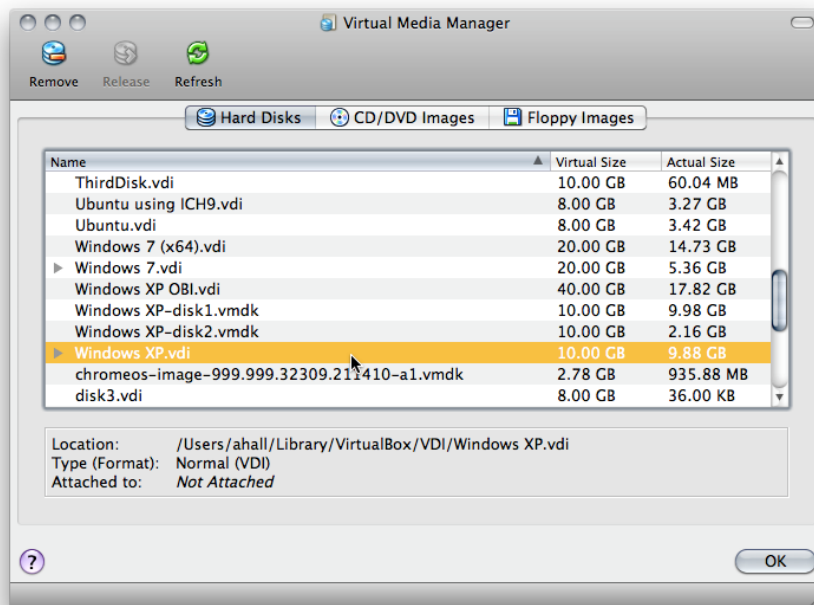 Virtual Media Manager
Remove Release Refresh
Hard Disks CD/DVD Images Floppy Images
Name Virtual Size Actual Size
ThirdDisk.vdi 10.00 GB 60.04 MB
Ubuntu using ICH9.vdi 8.00 GB 3.27 GB
Ubuntu.vdi 8.00 GB 3.42 GB
Windows 7 (x64).vdi 20.00 GB 14.73 GB
Windows 7.vdi 20.00 GB 5.36 GB
Windows XP OBI.vdi 40.00 GB 17.82 GB
Windows XP-disk1.vmdk 10.00 GB 9.98 GB
Windows XP-disk2.vmdk 10.00 GB 2.16 GB
Windows XP.vdi 10.00 GB 9.88 GB
chromeos-image-999.999.32309.211410-a1.vmdk 2.78 GB 935.88 MB
disk3.vdi 8.00 GB 36.00 KB
Location: /Users/ahall/Library/VirtualBox/VDI/Windows XP.vdi
Type (Format): Normal (VDI)
Attached to: Not Attached
? OK